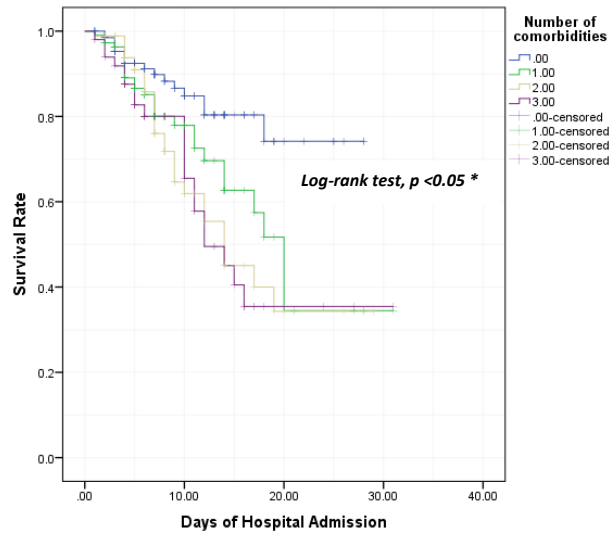 Number of
comorbidities
.00
1.00
2.00
3.00
.00-censored
1.00-censored
2.00-censored
3.00-censored
1.0
0.8
0.6
0.4
0.2
0.0
Survival Rate
Log-rank test, p <0.05 *
.00
10.00
20.00
30.00
40.00
Days of Hospital Admission